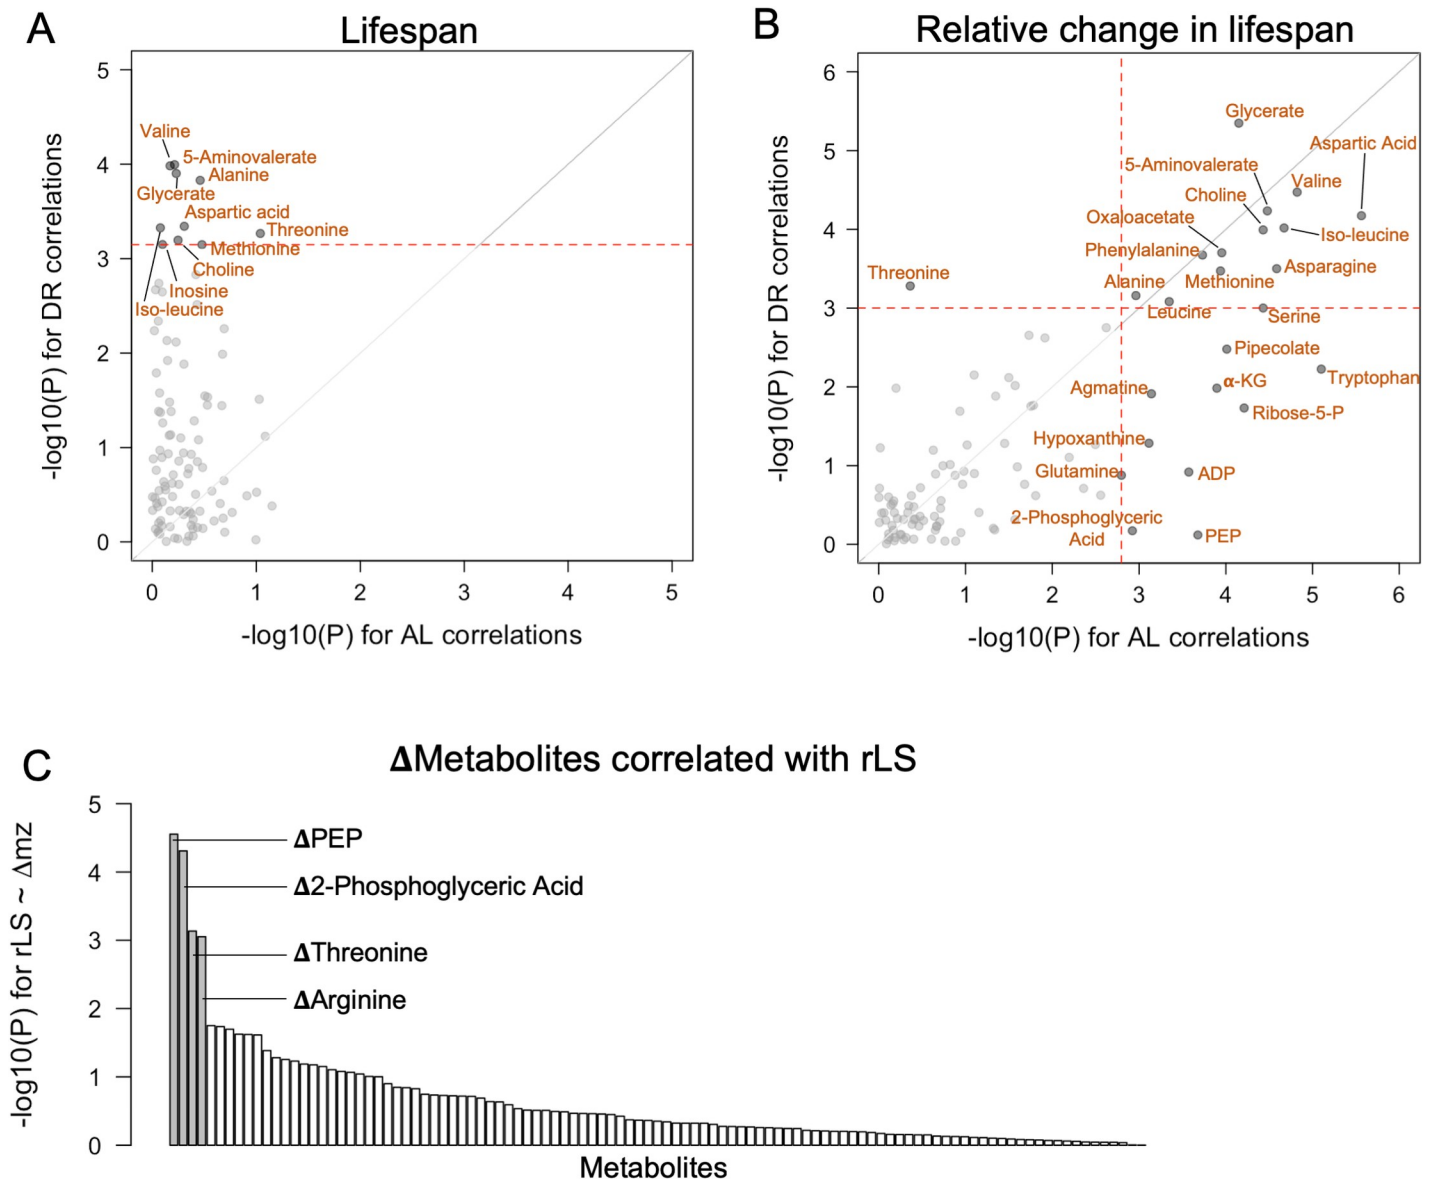 A
Lifespan
-log10(P) for DR correlations
5
4
3
2
1
0
Valine
5-Aminovalerate
Alanine
Glycerate
Aspartic acid
Threonine
Methionine
Choline
Inosine
Iso-leucine
0 1 2 3 4 5
-log10(P) for AL correlations
B
Relative change in lifespan
-log10(P) for DR correlations
6
5
4
3
2
1
0
Glycerate
Aspartic Acid
5-Aminovalerate
Valine
Choline
Oxaloacetate
Iso-leucine
Phenylalanine
Asparagine
Threonine
Alanine
Methionine
Leucine
Serine
Pipecolate
Tryptophan
α-KG
Agmatine
Ribose-5-P
Hypoxanthine
Glutamine
ADP
2-Phosphoglyceric
Acid
PEP
0 1 2 3 4 5 6
-log10(P) for AL correlations
C
ΔMetabolites correlated with rLS
-log10(P) for rLS ~ Δmz
5
4
3
2
1
0
ΔPEP
Δ2-Phosphoglyceric Acid
ΔThreonine
ΔArginine
Metabolites